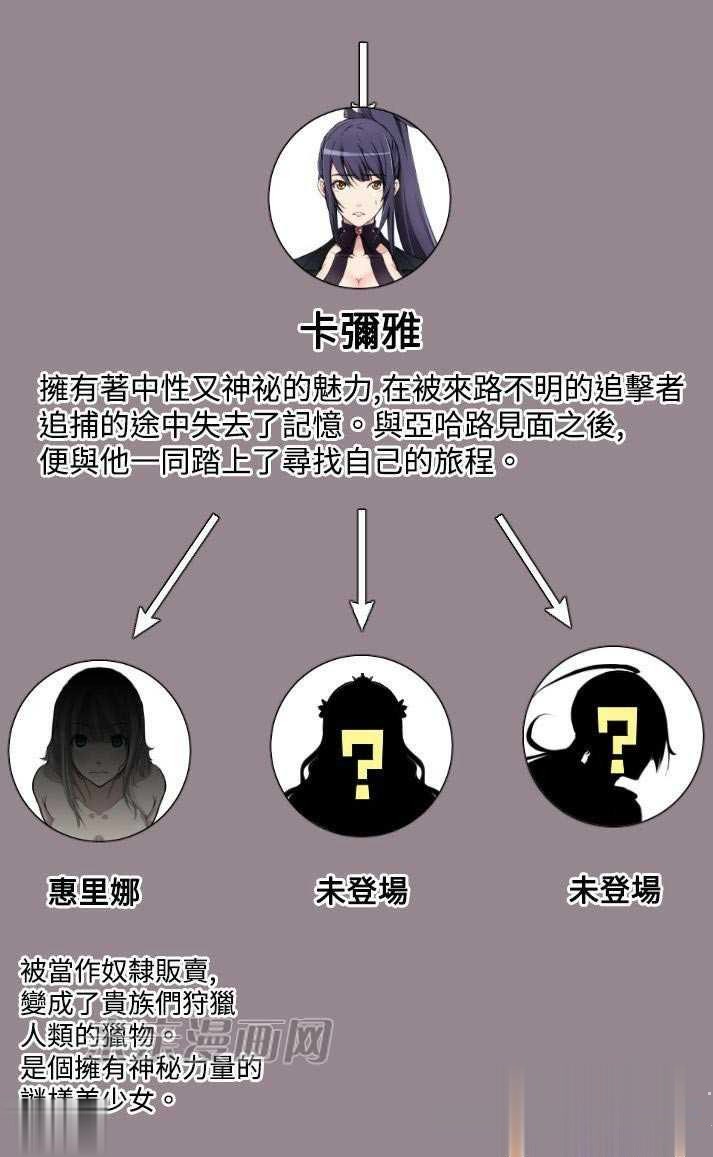 卡彌雅
擁有著中性又神祕的魅力,在被來路不明的追擊者
追捕的途中失去了記憶。與亞哈路見面之後,
便與他一同踏上了尋找自己的旅程。
?
?
惠里娜
未登場
未登場
被當作奴隸販賣,
變成了貴族們狩獵
人類的獵物。
漫画网
是個擁有神秘力量的
謎樣美少女。